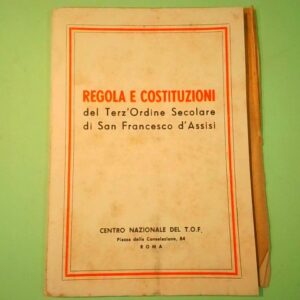 REGOLA E COSTITUZIONI
del Terz'Ordine Secolare
di San Francesco d'Assisi
CENTRO NAZIONALE DEL T.O.F.
Piazza della Consolazione, 84
ROMA